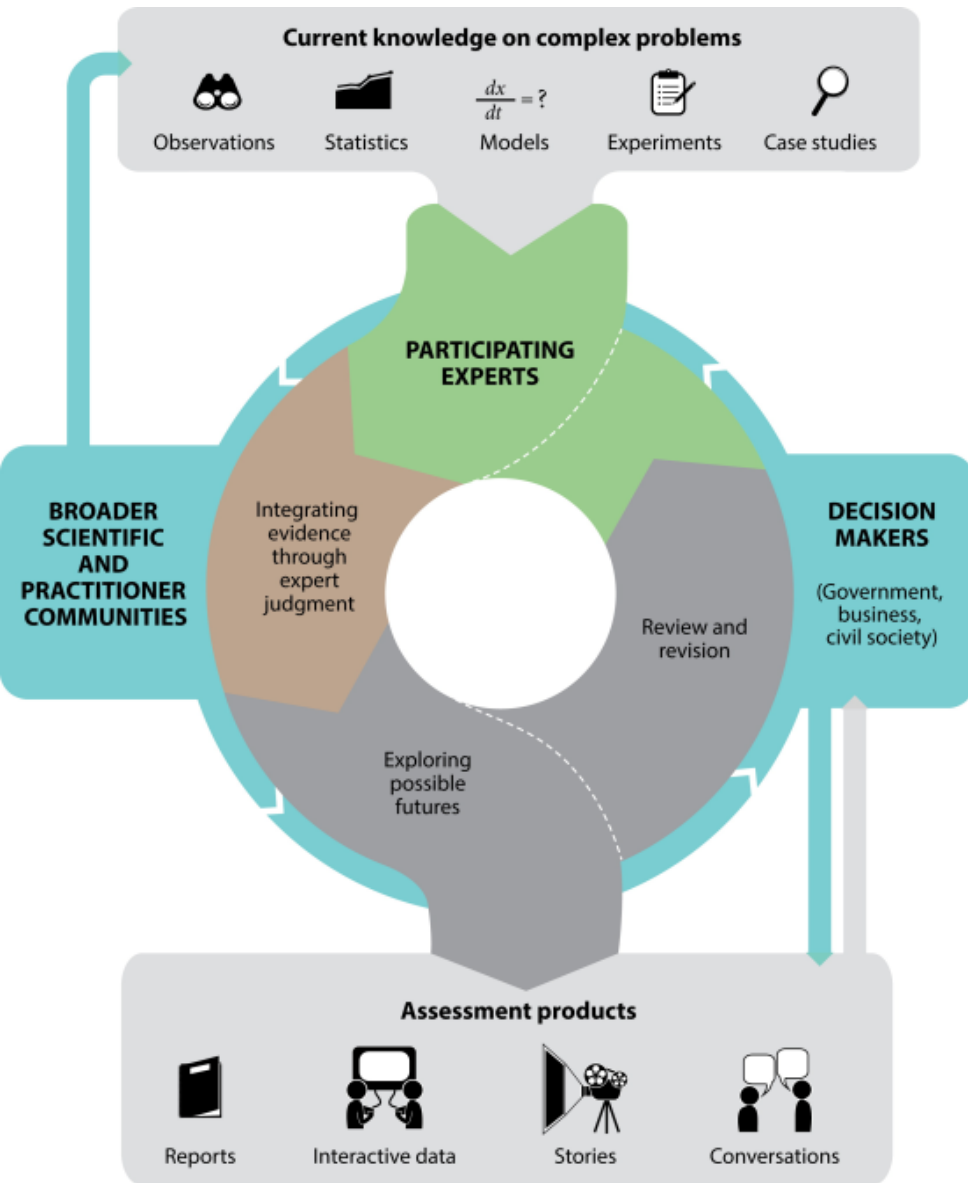 Current knowledge on complex problems
dx
dt
= ?
Observations
Statistics
Models
Experiments
Case studies
PARTICIPATING
EXPERTS
BROADER
SCIENTIFIC
AND
PRACTITIONER
COMMUNITIES
Integrating
evidence
through
expert
judgment
DECISION
MAKERS
(Government,
business,
civil society)
Review and
revision
Exploring
possible
futures
Assessment products
Reports
Interactive data
Stories
Conversations